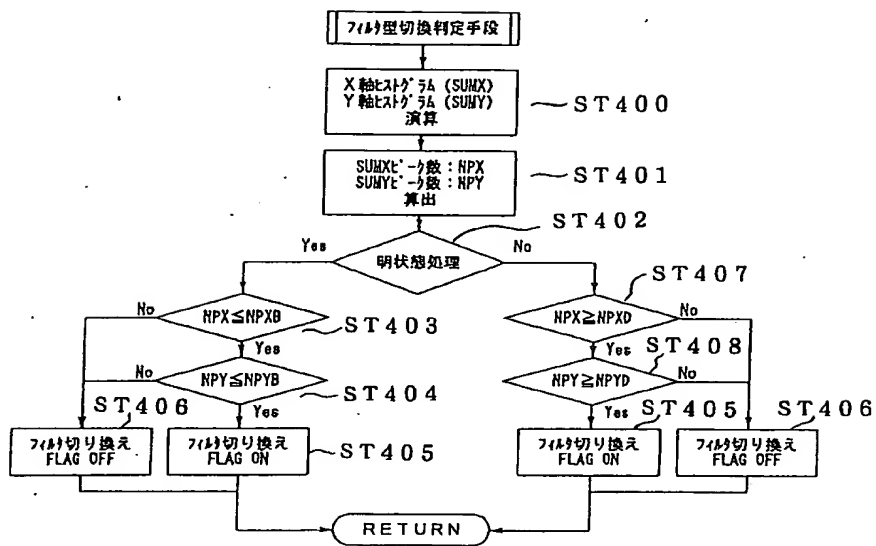 フィルタ型切換判定手段
X軸ヒストグラム (SUMX)
Y軸ヒストグラム (SUMY)
演算
ST400
SUMXピーク数:NPX
SUMYピーク数:NPY
算出
ST401
ST402
Yes
No
明状態処理
ST407
No
NPX≦NPXB
ST403
NPX≧NPXD
No
Yes
Yes
ST408
No
NPY≦NPYB
ST404
NPY≧NPYD
No
ST406
Yes
Yes
ST405
ST406
フィルタ切り換え
FLAG OFF
フィルタ切り換え
FLAG ON
ST405
フィルタ切り換え
FLAG ON
フィルタ切り換え
FLAG OFF
RETURN